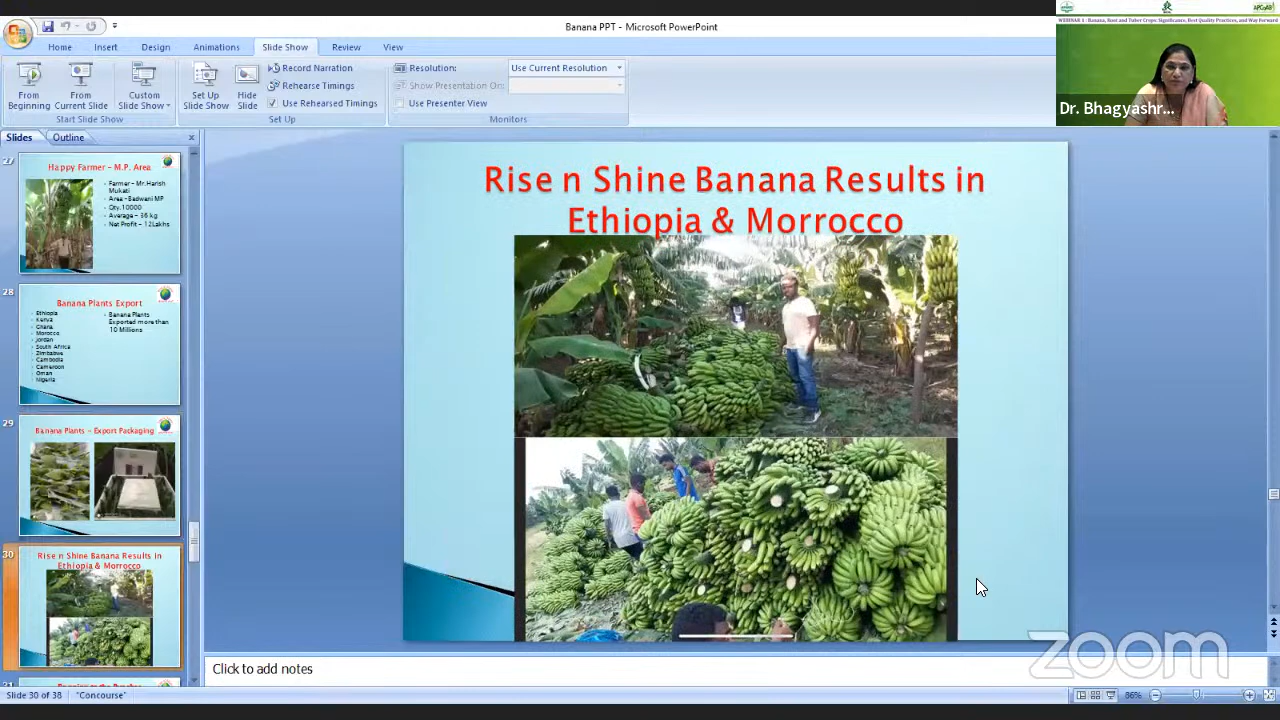 Banana PPT - Microsoft PowerPoint
WEBINAR 1 : Banana, Root and Tuber Crops: Significance, Best Quality Practices, and Way Forward
Dr. Bhagyashr...
Home Insert Design Animations Slide Show Review View
From Beginning
From Current Slide
Custom Slide Show
Start Slide Show
Set Up Slide Show
Hide Slide
Record Narration
Rehearse Timings
Use Rehearsed Timings
Set Up
Resolution: Use Current Resolution
Show Presentation On:
Use Presenter View
Monitors
Slides Outline
27
Happy Farmer – M.P. Area
Farmer – Mr.Harish Mukati
Area –Badwani MP
Qty.10000
Average – 36 kg
Net Profit – 12Lakhs
28
Banana Plants Export
Ethiopia
Kenya
Ghana
Morocco
Jordan
South Africa
Zimbabwe
Cambodia
Cameroon
Oman
Nigeria
Banana Plants
Exported more than
10 Millions
29
Banana Plants – Export Packaging
30
Rise n Shine Banana Results in
Ethiopia & Morrocco
31
Rise n Shine Banana Results in
Ethiopia & Morrocco
Click to add notes
zoom
Slide 30 of 38 "Concourse"
86%